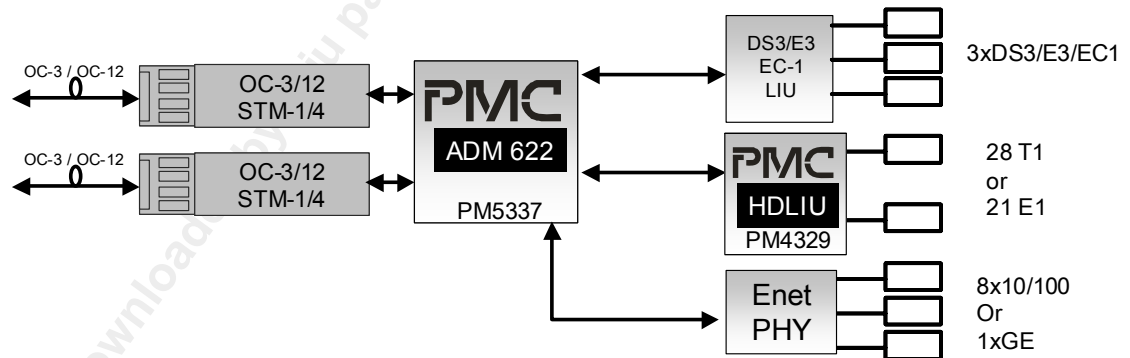 OC-3 / OC-12
OC-3/12
STM-1/4
OC-3 / OC-12
OC-3/12
STM-1/4
PMC
ADM 622
PM5337
DS3/E3
EC-1
LIU
3xDS3/E3/EC1
PMC
HDLIU
PM4329
28 T1
or
21 E1
Enet
PHY
8x10/100
Or
1xGE